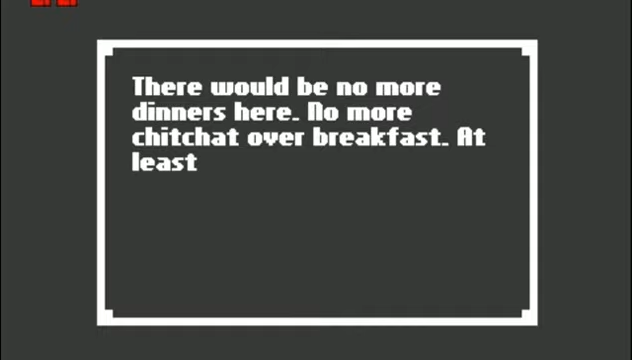 There would be no more
dinners here. No more
chitchat over breakfast. At
least